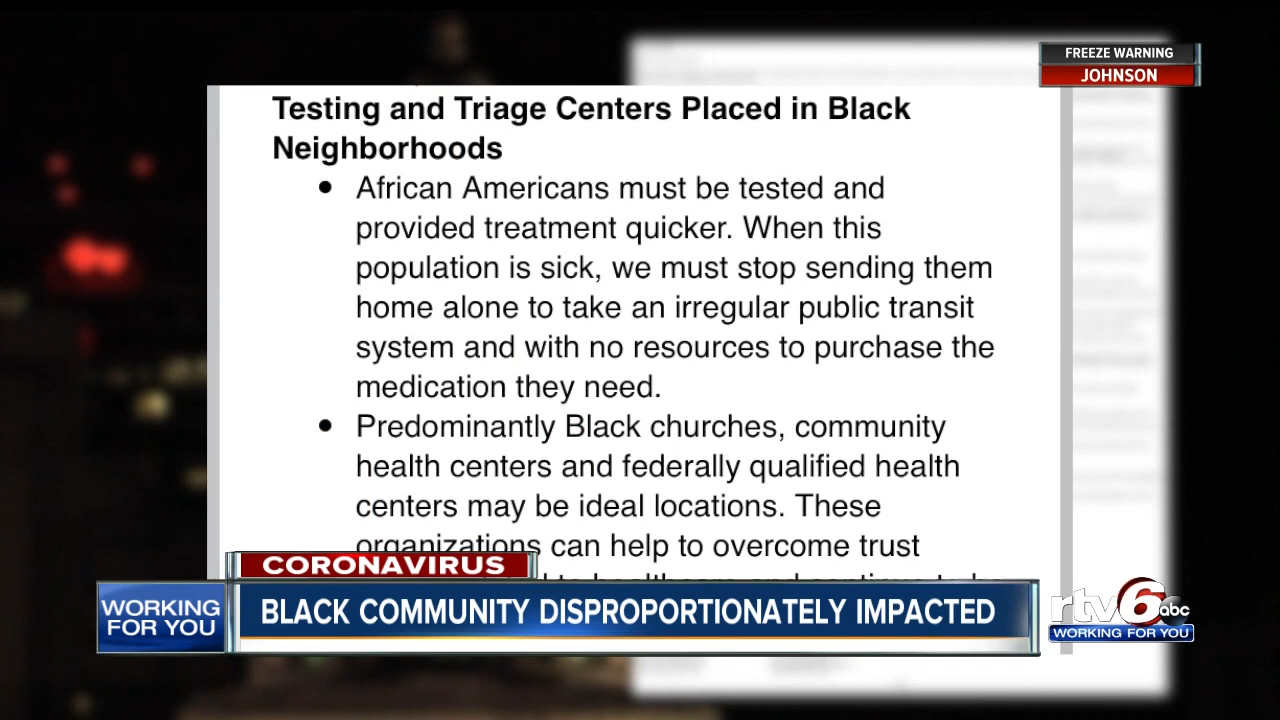 FREEZE WARNING
JOHNSON
Testing and Triage Centers Placed in Black
Neighborhoods
• African Americans must be tested and
provided treatment quicker. When this
population is sick, we must stop sending them
home alone to take an irregular public transit
system and with no resources to purchase the
medication they need.
• Predominantly Black churches, community
health centers and federally qualified health
centers may be ideal locations. These
organizations can help to overcome trust
CORONAVIRUS
WORKING
FOR YOU
BLACK COMMUNITY DISPROPORTIONATELY IMPACTED
rtv6 abc
WORKING FOR YOU